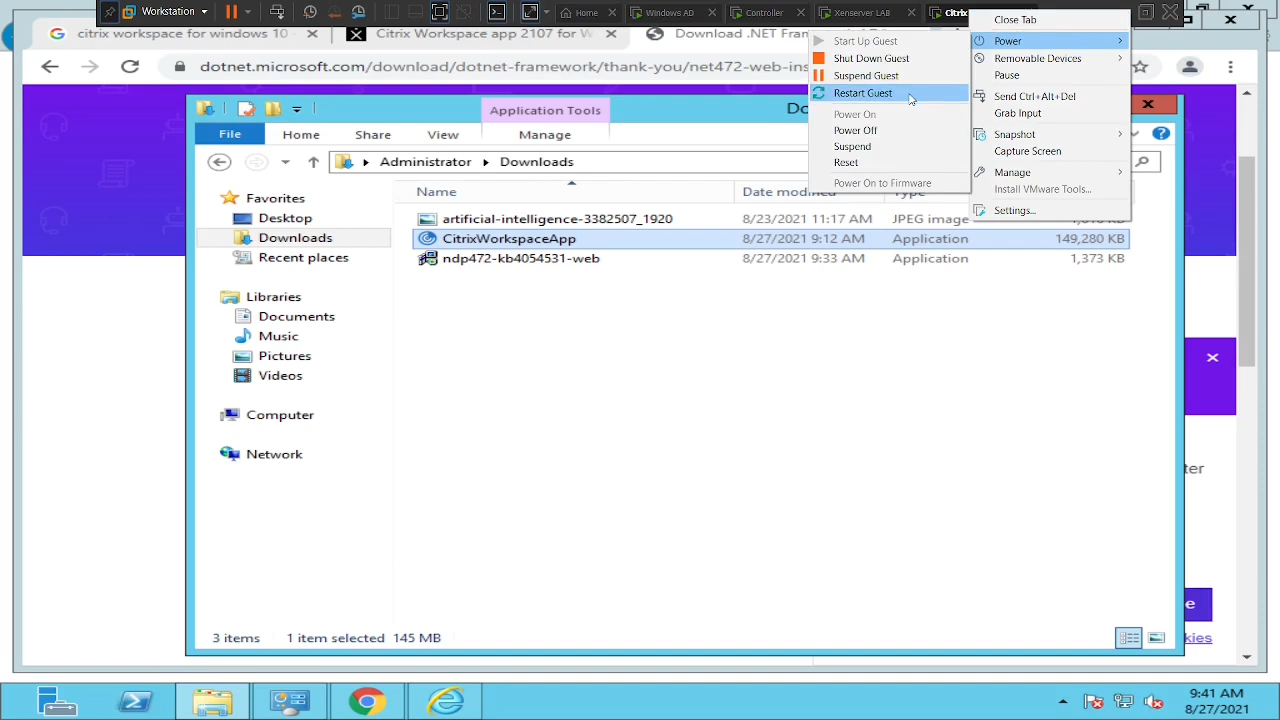 Workstation
Home
Windows AD
Controller
Xenserver LAB
Citrix
citrix workspace for windows 10
Citrix Workspace app 2107 for W
Download .NET Fram
dotnet.microsoft.com/download/dotnet-framework/thank-you/net472-web-ins
Close Tab
Power
Removable Devices
Pause
Send Ctrl+Alt+Del
Grab Input
Snapshot
Capture Screen
Manage
Install VMware Tools...
Settings...
Start Up Guest
Shut Down Guest
Suspend Guest
Restart Guest
Power On
Power Off
Suspend
Reset
Power On to Firmware
Application Tools
Do
File
Home
Share
View
Manage
Administrator
Downloads
Name
Date modified
Type
artificial-intelligence-3382507_1920 8/23/2021 11:17 AM JPEG image
CitrixWorkspaceApp 8/27/2021 9:12 AM Application 149,280 KB
ndp472-kb4054531-web 8/27/2021 9:33 AM Application 1,373 KB
Favorites
Desktop
Downloads
Recent places
Libraries
Documents
Music
Pictures
Videos
Computer
Network
3 items 1 item selected 145 MB
ter
e
kies
9:41 AM
8/27/2021